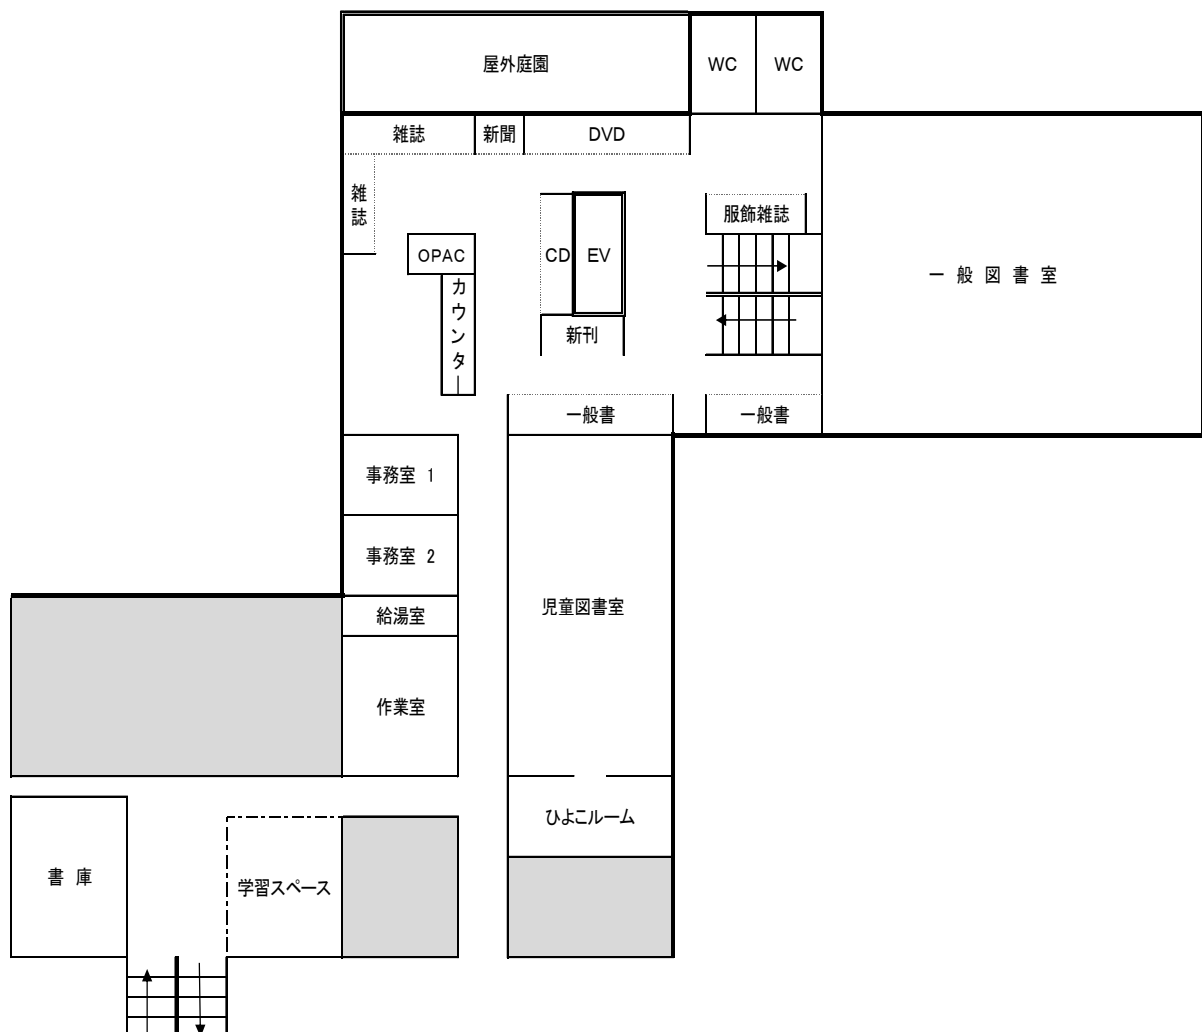 屋外庭園
WC
WC
雑誌
新聞
DVD
雑誌
服飾雑誌
OPAC
CD
EV
一 般 図 書 室
カウンター
新刊
一般書
一般書
事務室 1
事務室 2
給湯室
児童図書室
作業室
ひよこルーム
書 庫
学習スペース